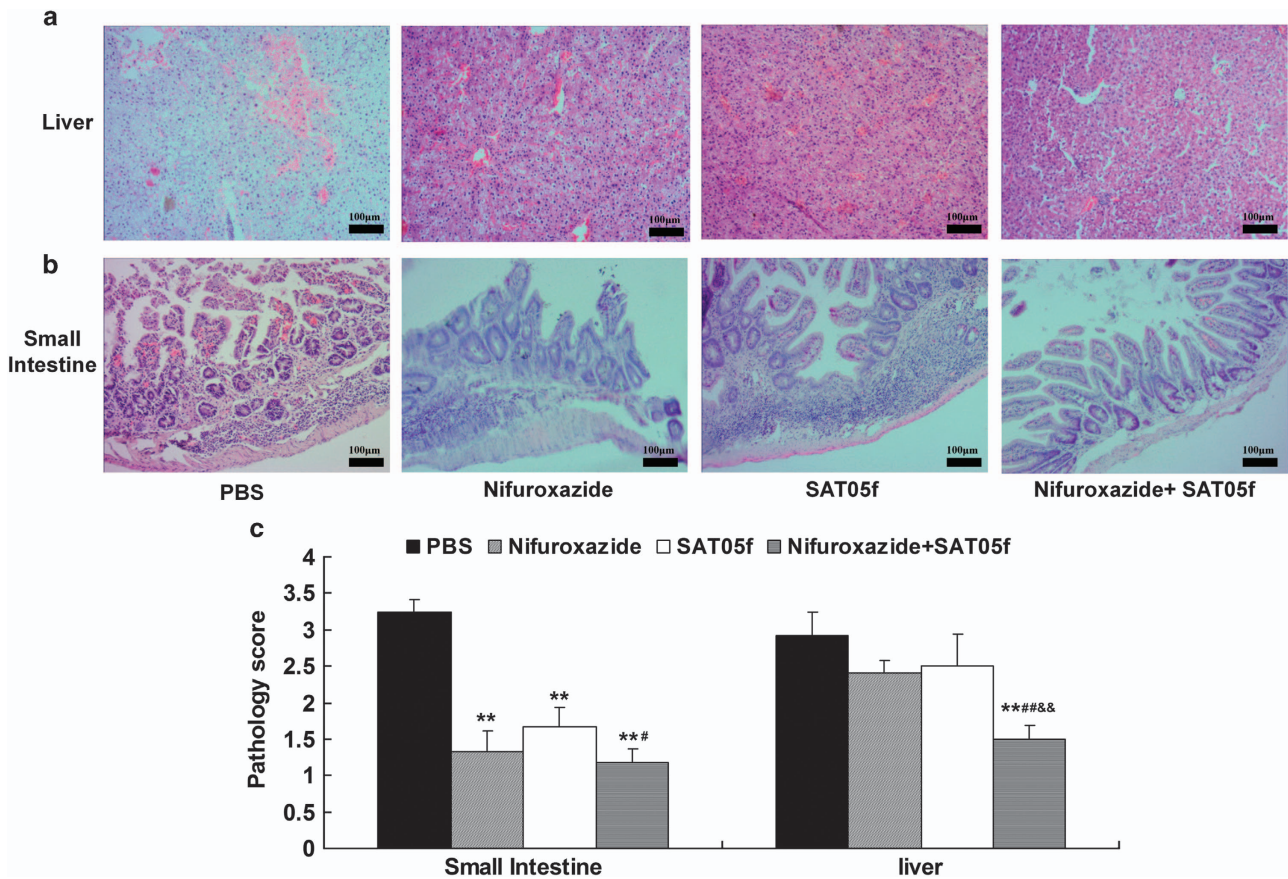 a
Liver
100μm
100μm
100μm
100μm
b
Small
Intestine
100μm
100μm
100μm
100μm
PBS
Nifuroxazide
SAT05f
Nifuroxazide+ SAT05f
c
PBS
Nifuroxazide
SAT05f
Nifuroxazide+SAT05f
Pathology score
4
3.5
3
2.5
2
1.5
1
0.5
0
**
**
**#
**##&&
Small Intestine
liver